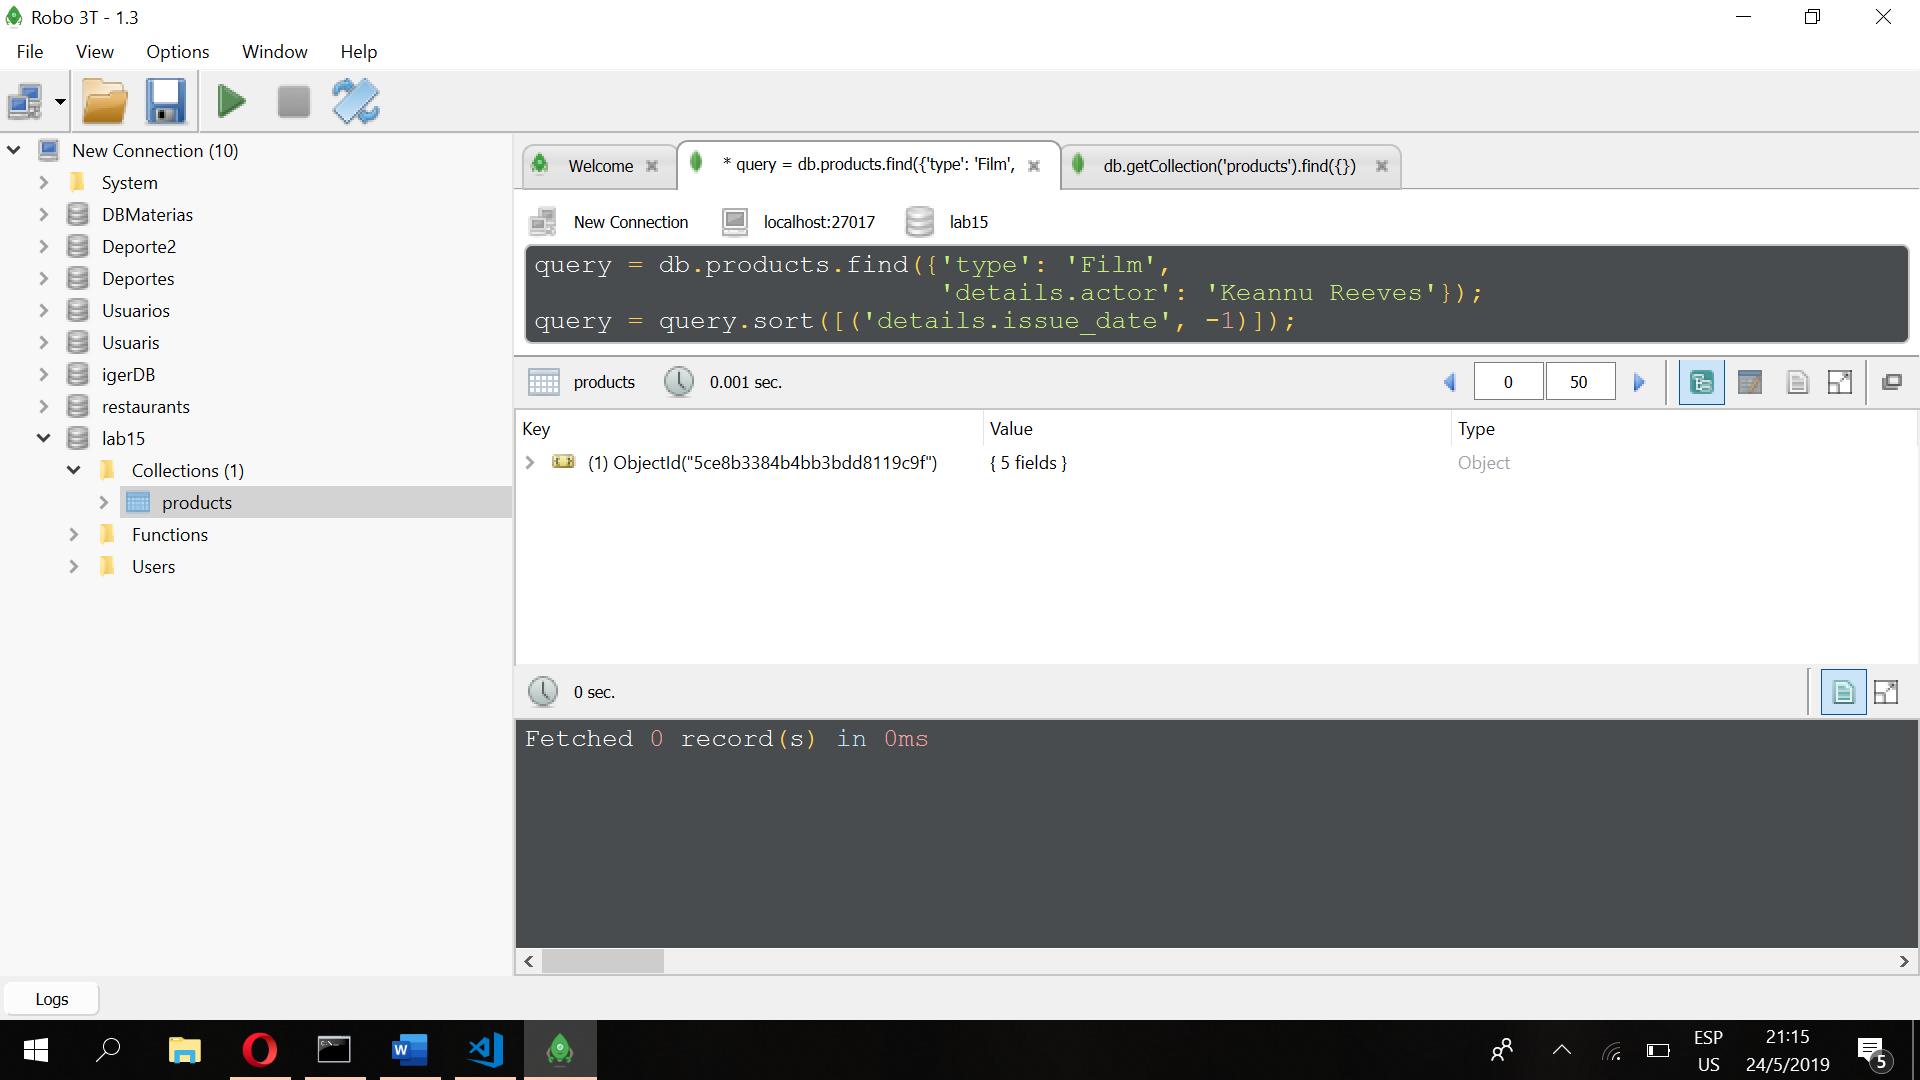 Robo 3T - 1.3
File View Options Window Help
New Connection (10)
System
DBMaterias
Deporte2
Deportes
Usuarios
Usuaris
igerDB
restaurants
lab15
Collections (1)
products
Functions
Users
Welcome
* query = db.products.find({'type': 'Film',
db.getCollection('products').find({})
New Connection localhost:27017 lab15
query = db.products.find({'type': 'Film',
'details.actor': 'Keannu Reeves'});
query = query.sort([('details.issue_date', -1)]);
products 0.001 sec. 0 50
Key Value Type
(1) ObjectId("5ce8b3384b4bb3bdd8119c9f") { 5 fields } Object
0 sec.
Fetched 0 record(s) in 0ms
Logs
ESP
US
21:15
24/5/2019
5